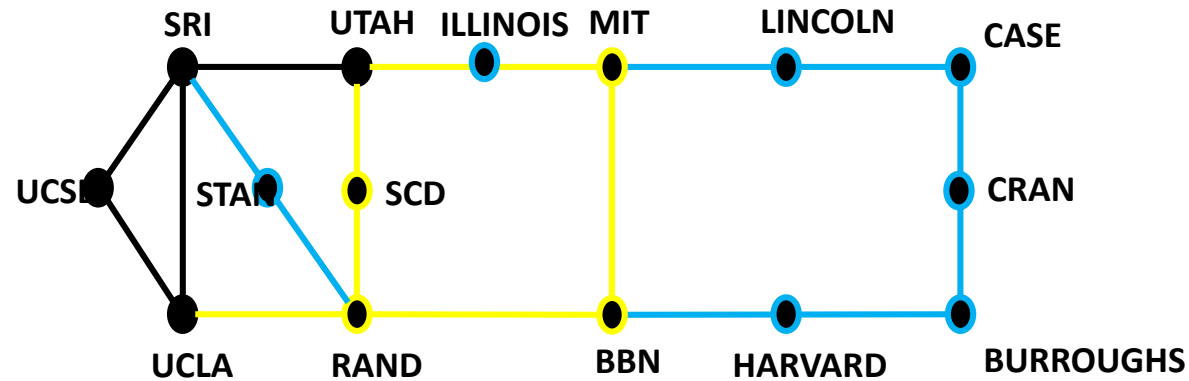 SRI UTAH ILLINOIS MIT LINCOLN CASE
STAN SCD CRAN
UCLA RAND BBN HARVARD BURROUGHS